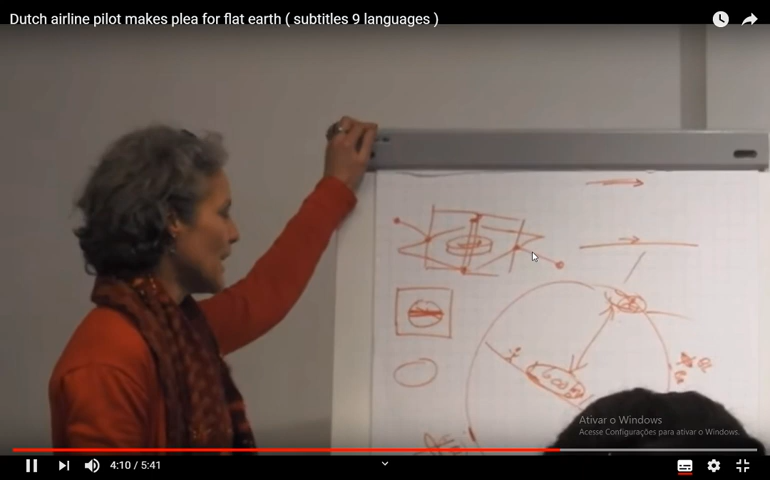 Dutch airline pilot makes plea for flat earth ( subtitles 9 languages )
Ativar o Windows
Acesse Configurações para ativar o Windows.
4:10 / 5:41